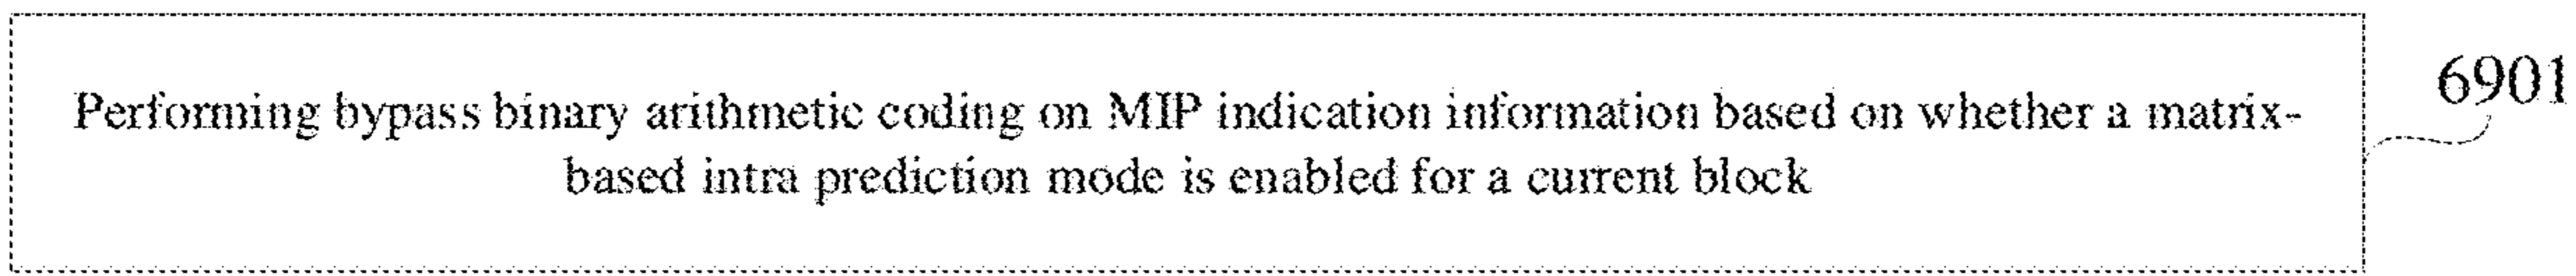 6901
Performing bypass binary arithmetic coding on MIP indication information based on whether a matrix-
based intra prediction mode is enabled for a current block